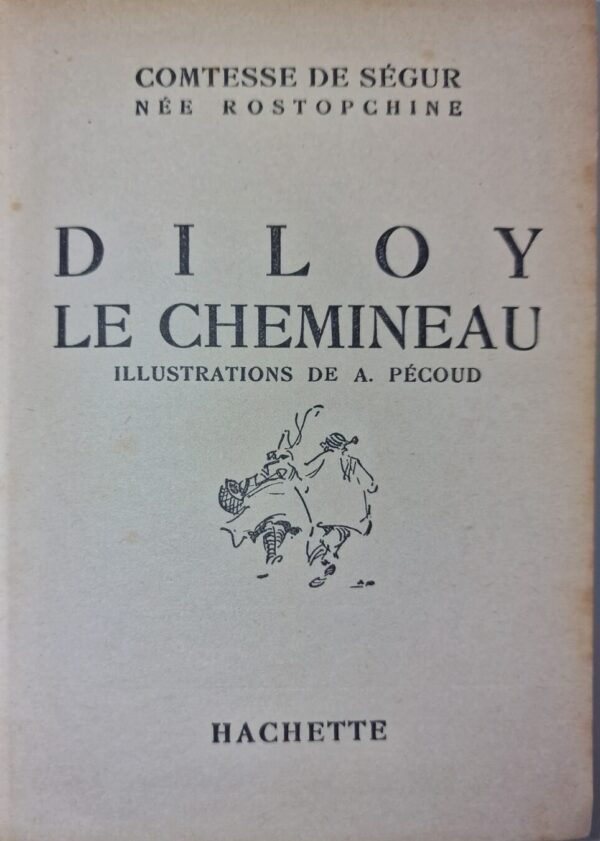 COMTESSE DE SÉGUR
NÉE ROSTOPCHINE
DILOY
LE CHEMINEAU
ILLUSTRATIONS DE A. PÉCOUD
HACHETTE